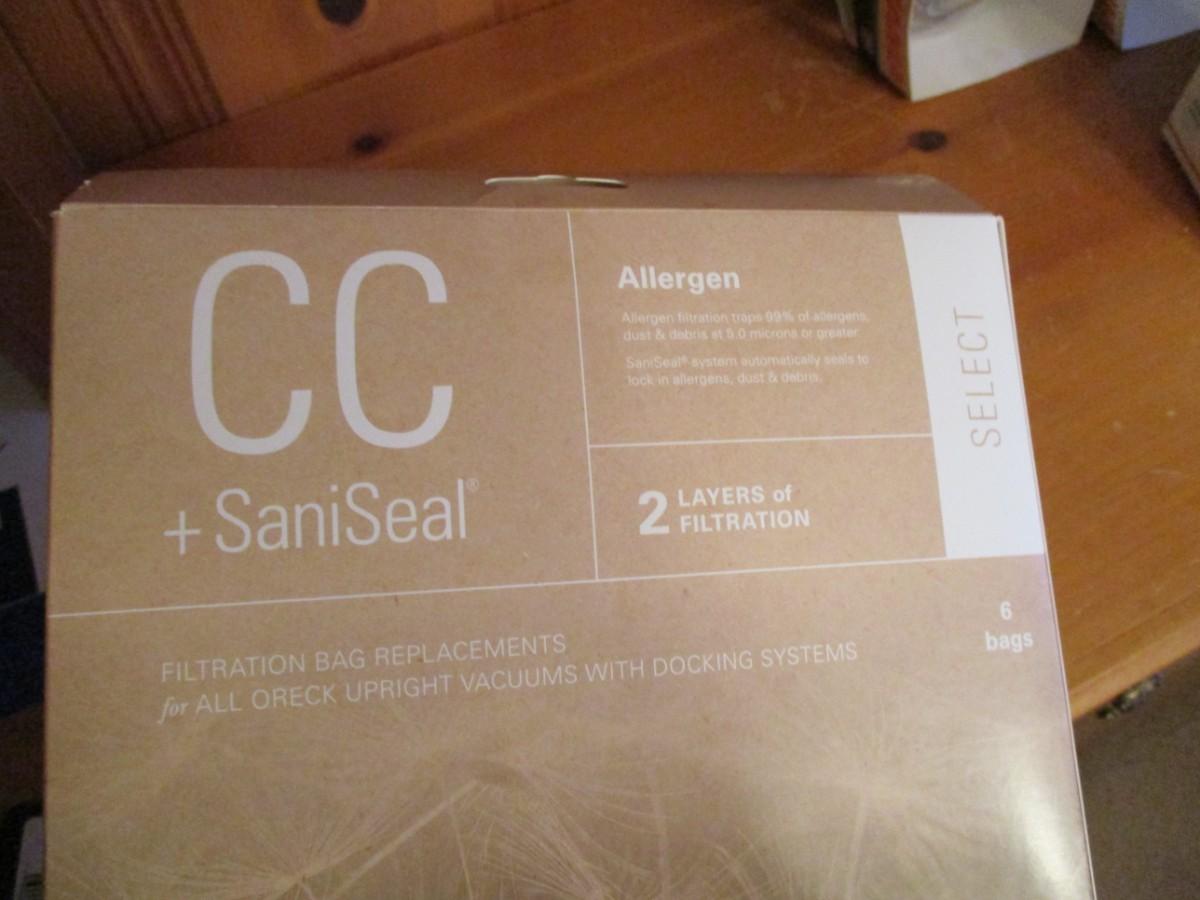 CC
+ SaniSeal®
Allergen
Allergen filtration traps 99% of allergens,
dust & debris at 5.0 microns or greater.
SaniSeal® system automatically seals to
lock in allergens, dust & debris.
2 LAYERS of
FILTRATION
SELECT
FILTRATION BAG REPLACEMENTS
for ALL ORECK UPRIGHT VACUUMS WITH DOCKING SYSTEMS
6
bags